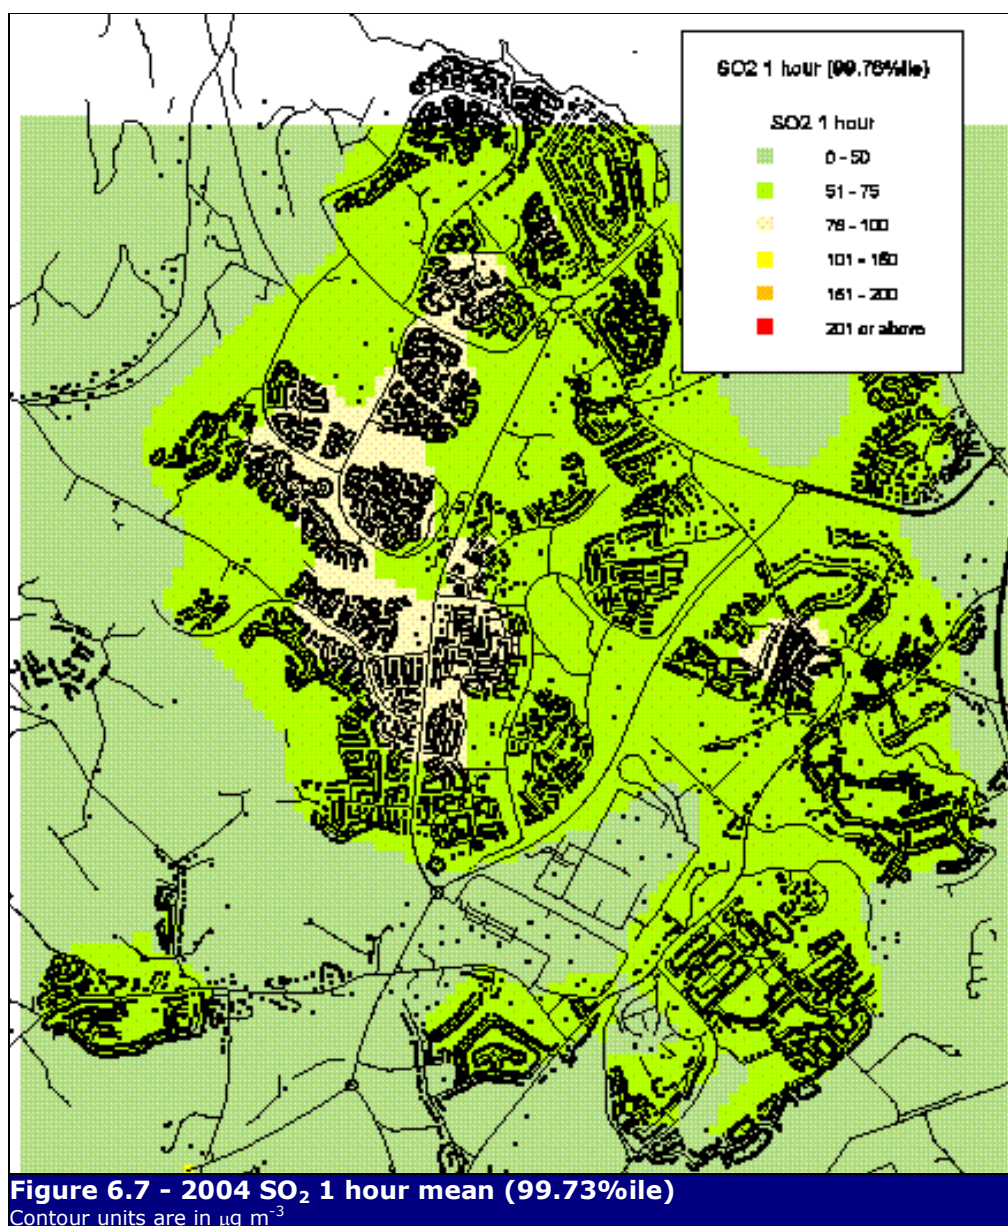 SO2 1 hour (99.73%ile)
SO2 1 hour
0 - 50
51 - 75
76 - 100
101 - 150
151 - 200
201 or above
Figure 6.7 - 2004 SO₂ 1 hour mean (99.73%ile)
Contour units are in μg m⁻³